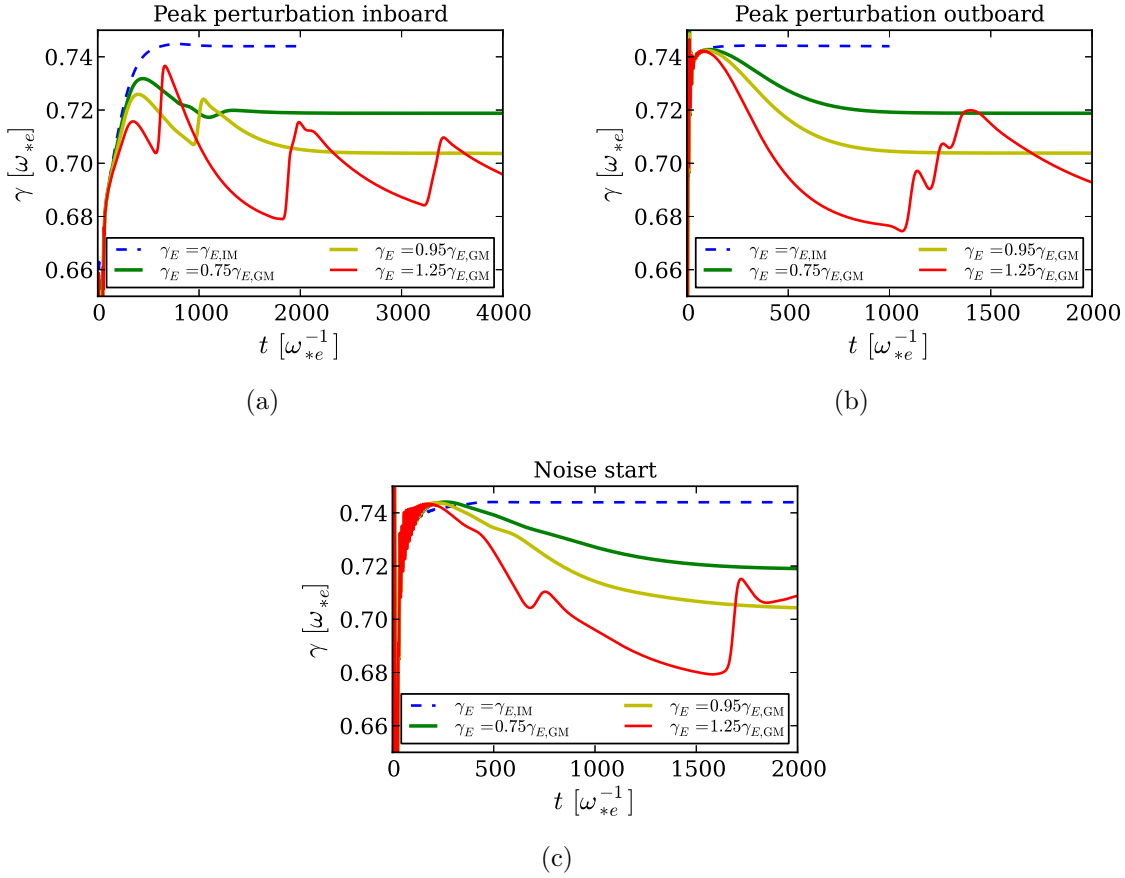 Peak perturbation inboard
0.74
0.72
0.70
0.68
0.66
γ [ω*e]
γE = γE,IM
γE = 0.75γE,GM
γE = 0.95γE,GM
γE = 1.25γE,GM
0 1000 2000 3000 4000
t [ω*e^-1]
(a)
Peak perturbation outboard
0.74
0.72
0.70
0.68
0.66
γ [ω*e]
γE = γE,IM
γE = 0.75γE,GM
γE = 0.95γE,GM
γE = 1.25γE,GM
0 500 1000 1500 2000
t [ω*e^-1]
(b)
Noise start
0.74
0.72
0.70
0.68
0.66
γ [ω*e]
γE = γE,IM
γE = 0.75γE,GM
γE = 0.95γE,GM
γE = 1.25γE,GM
0 500 1000 1500 2000
t [ω*e^-1]
(c)